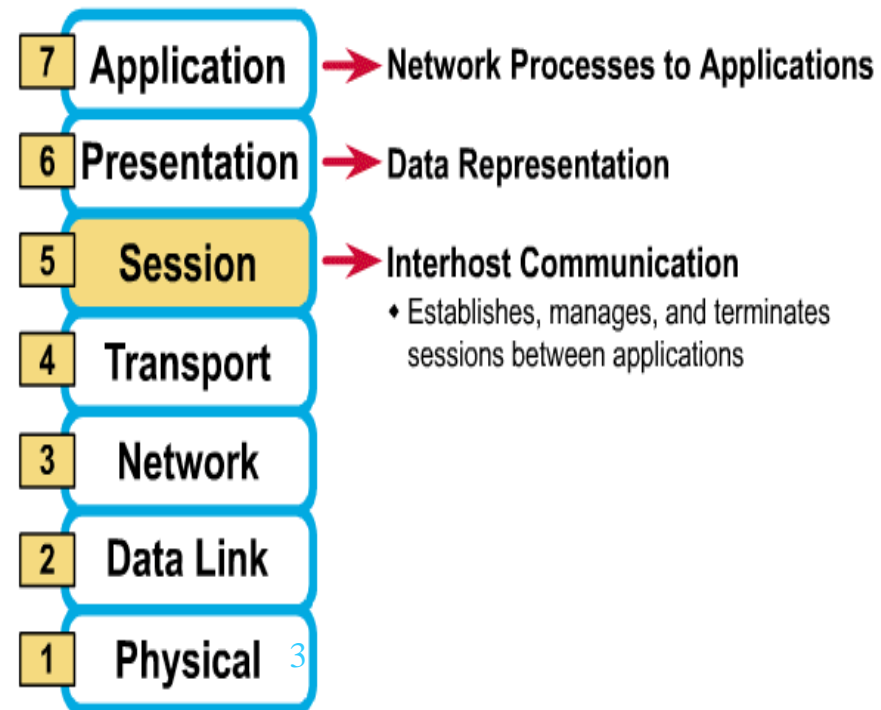 7 Application Network Processes to Applications
6 Presentation Data Representation
5 Session Interhost Communication
♦ Establishes, manages, and terminates
sessions between applications
4 Transport
3 Network
2 Data Link
1 Physical 3